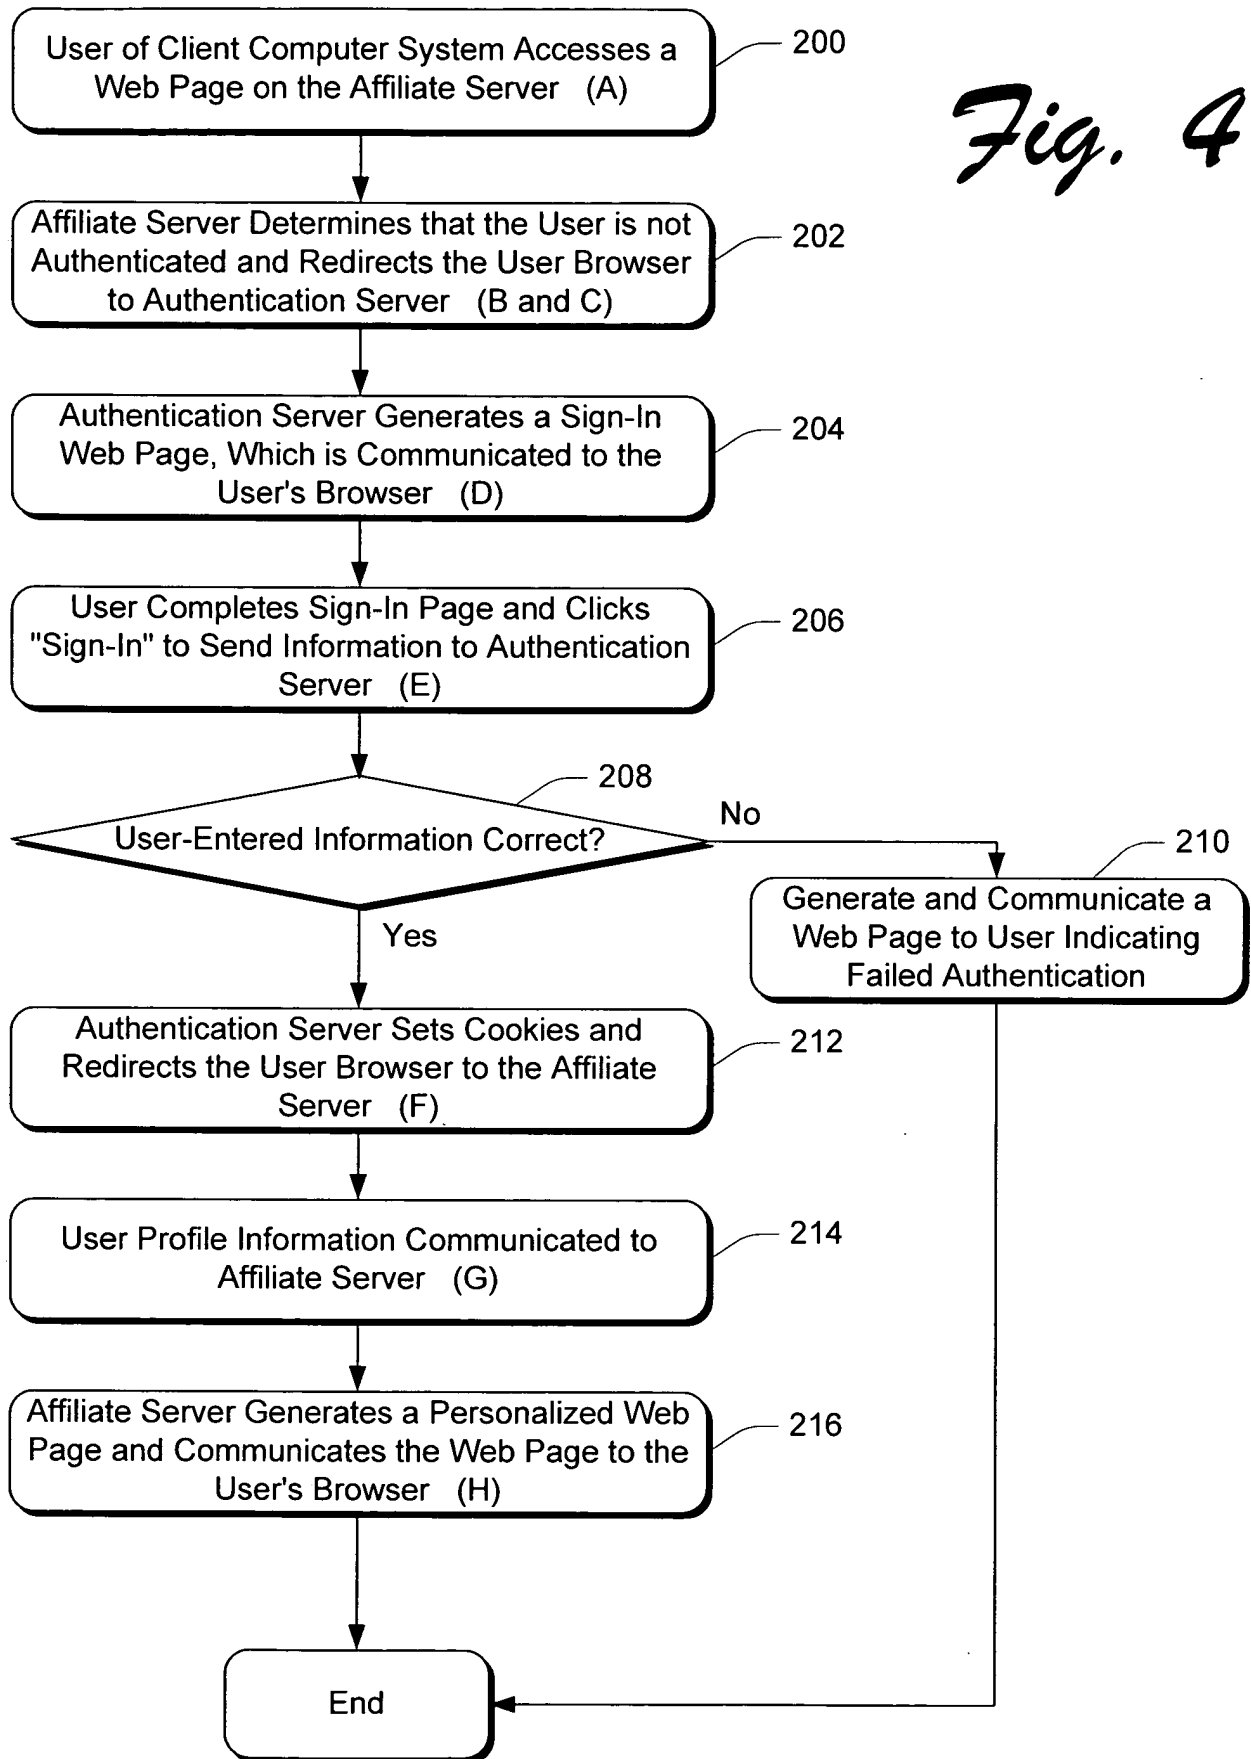 User of Client Computer System Accesses a
Web Page on the Affiliate Server (A)
200
Fig. 4
Affiliate Server Determines that the User is not
Authenticated and Redirects the User Browser
to Authentication Server (B and C)
202
Authentication Server Generates a Sign-In
Web Page, Which is Communicated to the
User's Browser (D)
204
User Completes Sign-In Page and Clicks
"Sign-In" to Send Information to Authentication
Server (E)
206
208
User-Entered Information Correct?
No
210
Generate and Communicate a
Web Page to User Indicating
Failed Authentication
Yes
Authentication Server Sets Cookies and
Redirects the User Browser to the Affiliate
Server (F)
212
User Profile Information Communicated to
Affiliate Server (G)
214
Affiliate Server Generates a Personalized Web
Page and Communicates the Web Page to the
User's Browser (H)
216
End